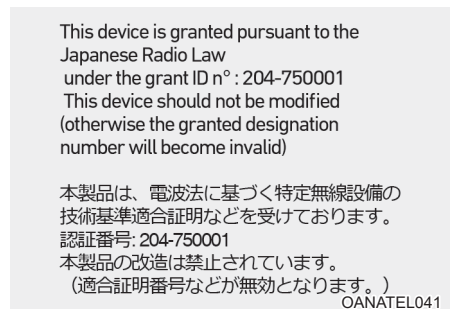 This device is granted pursuant to the
Japanese Radio Law
under the grant ID n° : 204-750001
This device should not be modified
(otherwise the granted designation
number will become invalid)
本製品は、電波法に基づく特定無線設備の
技術基準適合証明などを受けております。
認証番号: 204-750001
本製品の改造は禁止されています。
（適合証明番号などが無効となります。）
OANATEL041